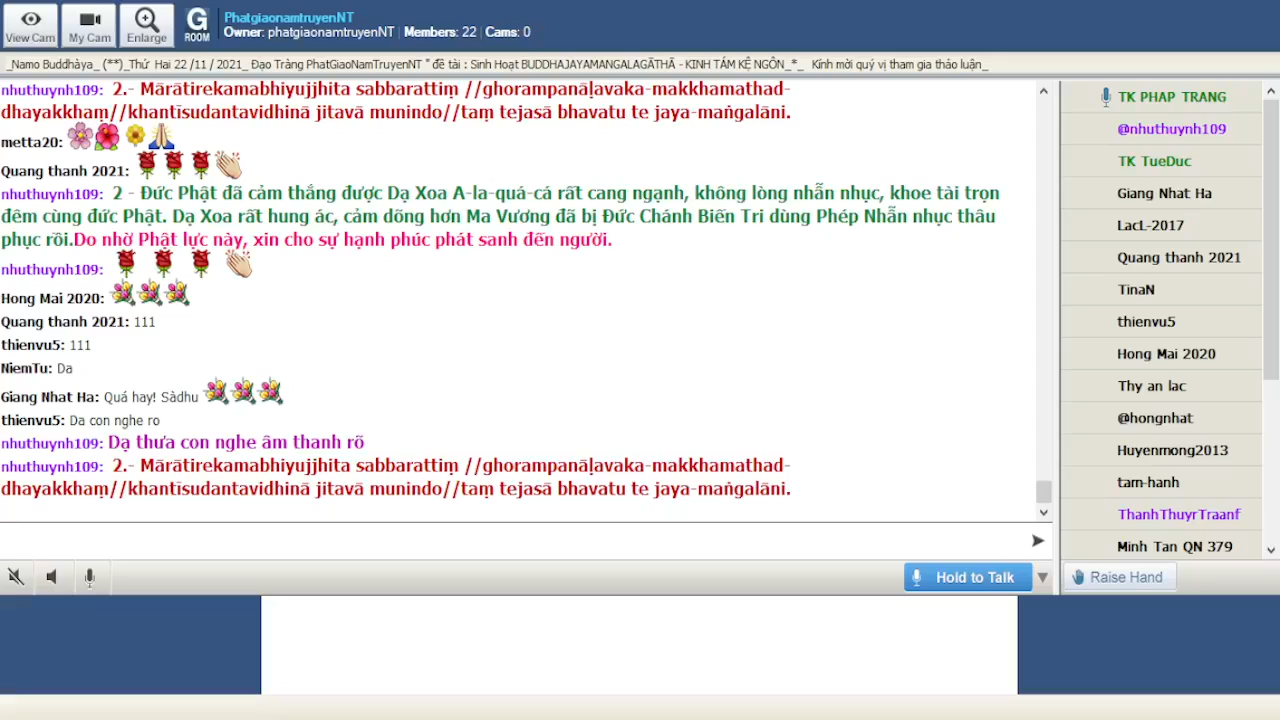 View Cam
My Cam
Enlarge
G
ROOM
PhatgiaonamtruyenNT
Owner: phatgiaonamtruyenNT | Members: 22 | Cams: 0
_Namo Buddhàya_ (**)_Thứ Hai 22 /11 / 2021_ Đạo Tràng PhatGiaoNamTruyenNT " đề tài : Sinh Hoạt BUDDHAJAYAMANGALAGĀTHĀ - KINH TÁM KỆ NGÔN_*_ Kính mời quý vị tham gia thảo luận_
nhuthuynh109: 2.- Mārātirekamabhiyujjhita sabbarattiṃ //ghorampanāḷavaka-makkhamathad-
dhayakkhaṃ//khantīsudantavidhinā jitavā munindo//taṃ tejasā bhavatu te jaya-maṅgalāni.
metta20:
Quang thanh 2021:
nhuthuynh109: 2 - Đức Phật đã cảm thắng được Dạ Xoa A-la-quá-cá rất cang ngạnh, không lòng nhẫn nhục, khoe tài trọn
đêm cùng đức Phật. Dạ Xoa rất hung ác, cảm dõng hơn Ma Vương đã bị Đức Chánh Biến Tri dùng Phép Nhẫn nhục thâu
phục rồi.Do nhờ Phật lực này, xin cho sự hạnh phúc phát sanh đến người.
nhuthuynh109:
Hong Mai 2020:
Quang thanh 2021: 111
thienvu5: 111
NiemTu: Da
Giang Nhat Ha: Quá hay! Sàdhu
thienvu5: Da con nghe ro
nhuthuynh109: Dạ thưa con nghe âm thanh rõ
nhuthuynh109: 2.- Mārātirekamabhiyujjhita sabbarattiṃ //ghorampanāḷavaka-makkhamathad-
dhayakkhaṃ//khantīsudantavidhinā jitavā munindo//taṃ tejasā bhavatu te jaya-maṅgalāni.
TK PHAP TRANG
@nhuthuynh109
TK TueDuc
Giang Nhat Ha
LacL-2017
Quang thanh 2021
TinaN
thienvu5
Hong Mai 2020
Thy an lac
@hongnhat
Huyenmong2013
tam-hanh
ThanhThuyrTraanf
Minh Tan QN 379
Hold to Talk
Raise Hand